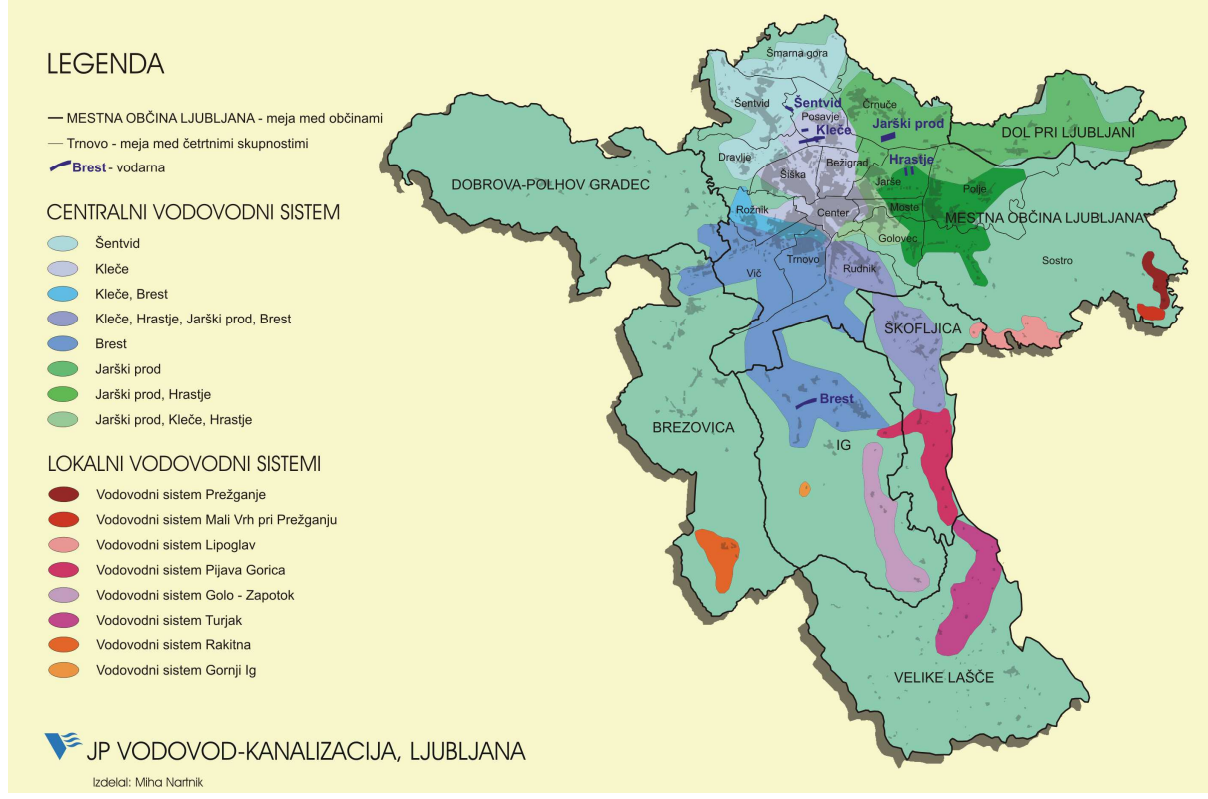 LEGENDA
MESTNA OBČINA LJUBLJANA - meja med občinami
Trnovo - meja med četrtnimi skupnostimi
Brest - vodarna
CENTRALNI VODOVODNI SISTEM
Šentvid
Kleče
Kleče, Brest
Kleče, Hrastje, Jarški prod, Brest
Brest
Jarški prod
Jarški prod, Hrastje
Jarški prod, Kleče, Hrastje
LOKALNI VODOVODNI SISTEMI
Vodovodni sistem Prežganje
Vodovodni sistem Mali Vrh pri Prežganju
Vodovodni sistem Lipoglav
Vodovodni sistem Pijava Gorica
Vodovodni sistem Golo - Zapotok
Vodovodni sistem Turjak
Vodovodni sistem Rakitna
Vodovodni sistem Gornji Ig
JP VODOVOD-KANALIZACIJA, LJUBLJANA
Izdelal: Miha Nartnik
Šmarna gora
Šentvid
Šentvid
Posavje
Črnuče
Kleče
Jarški prod
DOL PRI LJUBLJANI
Dravlje
Šiška
Bežigrad
Hrastje
Jarše
Polje
DOBROVA-POLHOV GRADEC
Rožnik
Center
Moste
MESTNA OBČINA LJUBLJANA
Golovec
Vič
Trnovo
Rudnik
Sostro
ŠKOFLJICA
Brest
BREZOVICA
IG
VELIKE LAŠČE